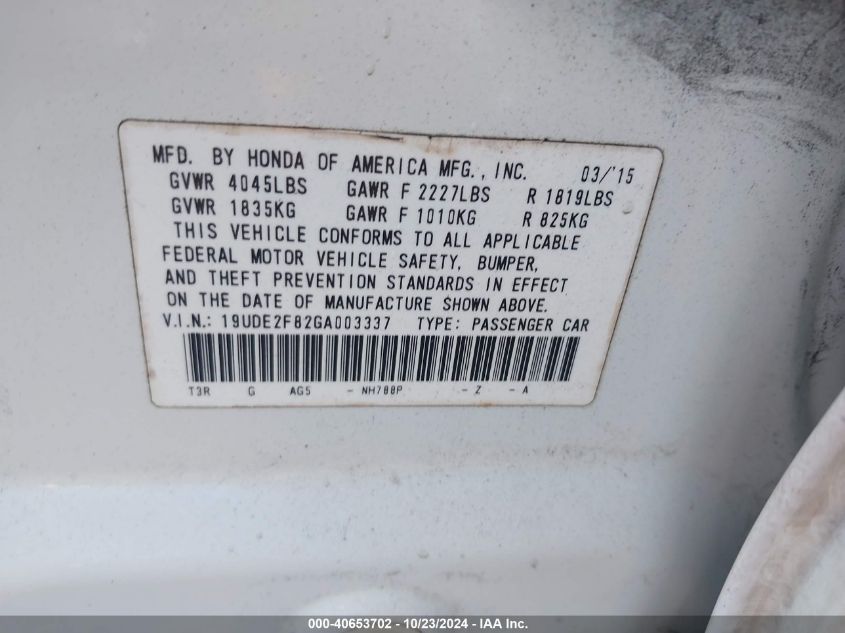 MFD. BY HONDA OF AMERICA MFG., INC. 03/'15
GVWR 4045LBS GAWR F 2227LBS R 1819LBS
GVWR 1835KG GAWR F 1010KG R 825KG
THIS VEHICLE CONFORMS TO ALL APPLICABLE
FEDERAL MOTOR VEHICLE SAFETY, BUMPER,
AND THEFT PREVENTION STANDARDS IN EFFECT
ON THE DATE OF MANUFACTURE SHOWN ABOVE.
V.I.N.: 19UDE2F82GA003337 TYPE: PASSENGER CAR
T3R G AG5 - NH788P - Z - A
000-40653702 - 10/23/2024 - IAA Inc.